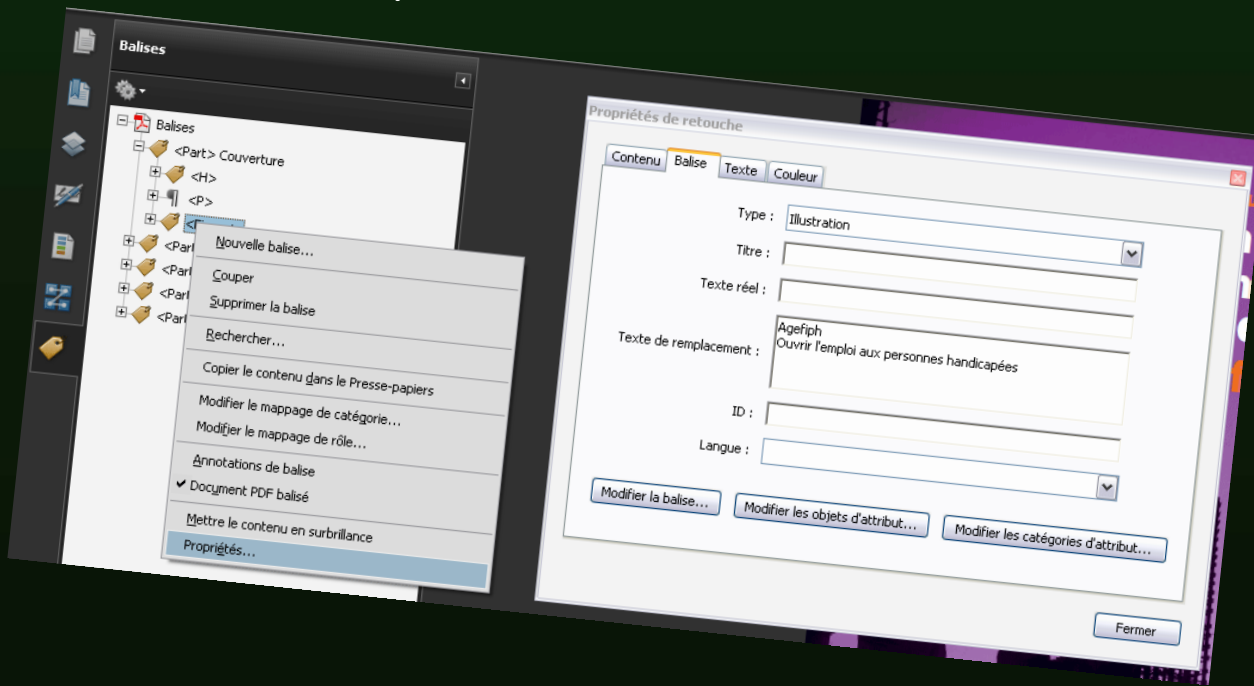 Balises
Balises
<Part> Couverture
<H>
<P>
Nouvelle balise...
Couper
Supprimer la balise
Rechercher...
Copier le contenu dans le Presse-papiers
Modifier le mappage de catégorie...
Modifier le mappage de rôle...
Annotations de balise
Document PDF balisé
Mettre le contenu en surbrillance
Propriétés...
Propriétés de retouche
Contenu Balise Texte Couleur
Type : Illustration
Titre :
Texte réel :
Texte de remplacement : Agefiph
Ouvrir l'emploi aux personnes handicapées
ID :
Langue :
Modifier la balise... Modifier les objets d'attribut... Modifier les catégories d'attribut...
Fermer